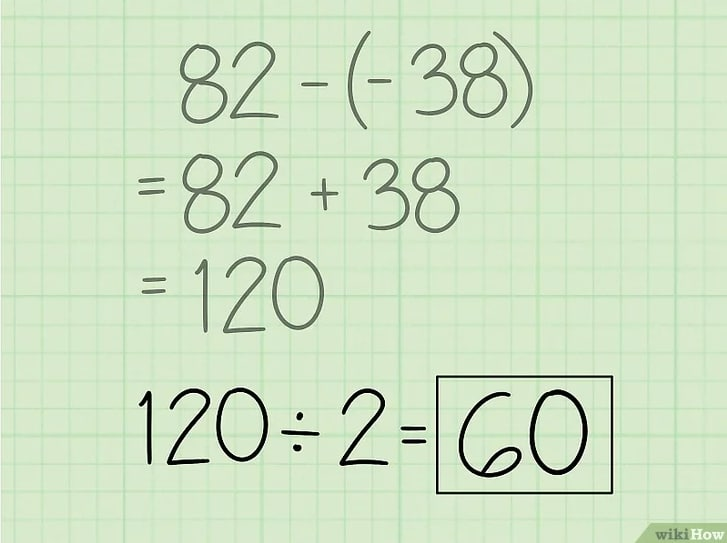 82 - (- 38)
= 82 + 38
= 120
120 ÷ 2 = 60
wikiHow